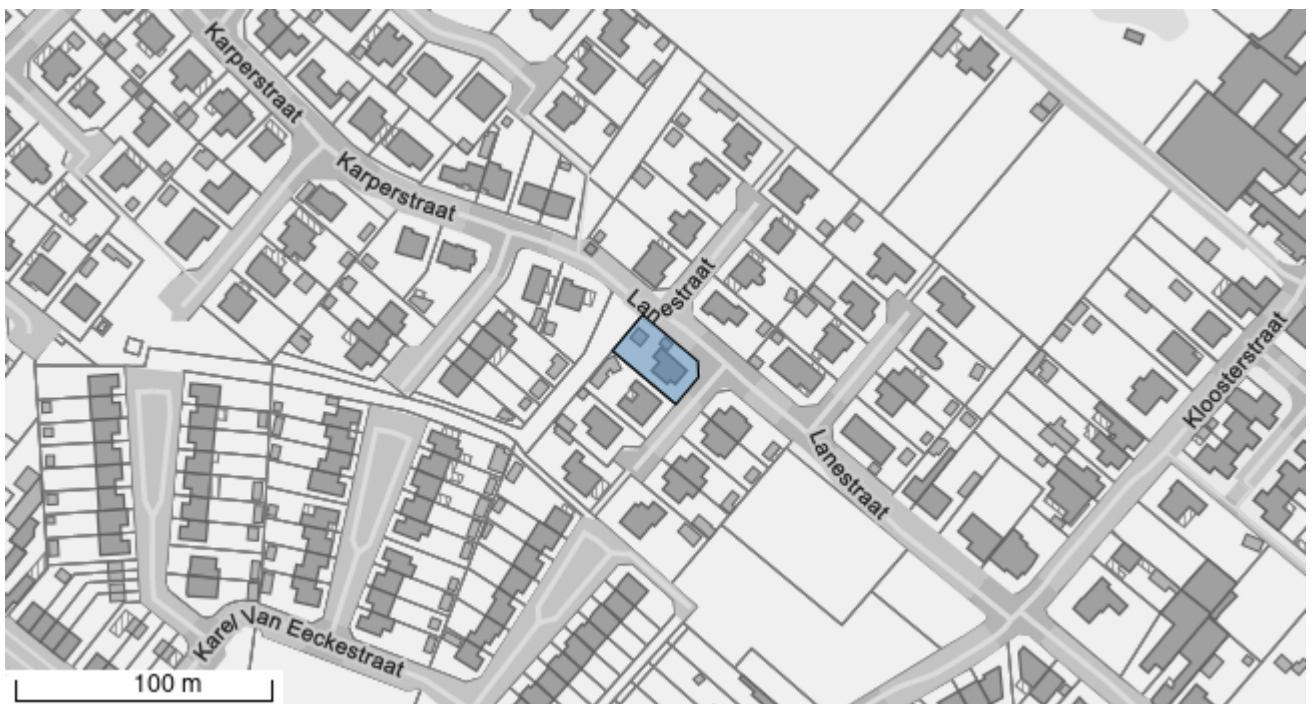 Karperstraat
Karperstraat
Lanestraat
Kloosterstraat
Lanestraat
Karel Van Eeckestraat
100 m